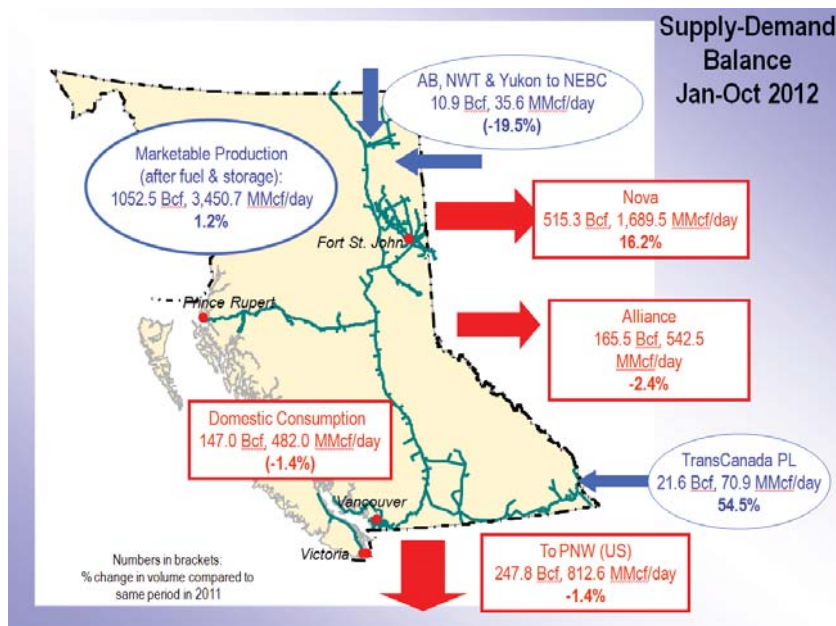 Supply-Demand
Balance
Jan-Oct 2012
AB, NWT & Yukon to NEBC
10.9 Bcf, 35.6 MMcf/day
(-19.5%)
Marketable Production
(after fuel & storage):
1052.5 Bcf, 3,450.7 MMcf/day
1.2%
Nova
515.3 Bcf, 1,689.5 MMcf/day
16.2%
Fort St. John
Prince Rupert
Alliance
165.5 Bcf, 542.5
MMcf/day
-2.4%
Domestic Consumption
147.0 Bcf, 482.0 MMcf/day
(-1.4%)
TransCanada PL
21.6 Bcf, 70.9 MMcf/day
54.5%
Vancouver
Victoria
Numbers in brackets:
% change in volume compared to
same period in 2011
To PNW (US)
247.8 Bcf, 812.6 MMcf/day
-1.4%